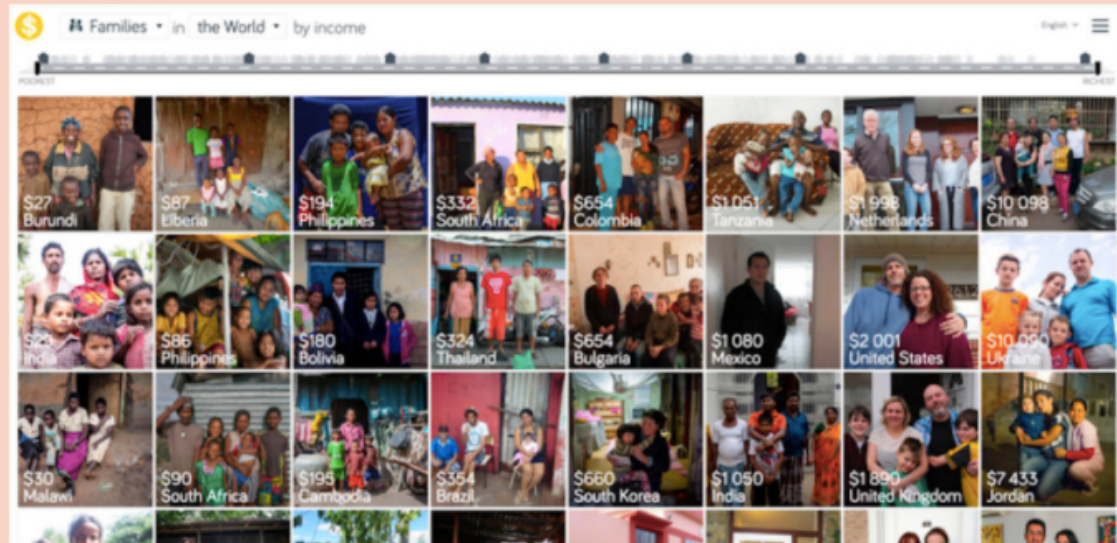 $
Families in the World by income
English
POOREST
RICHEST
$27
Burundi
$87
Liberia
$194
Philippines
$332
South Africa
$654
Colombia
$1 051
Tanzania
$1 998
Netherlands
$10 098
China
$29
India
$86
Philippines
$180
Bolivia
$324
Thailand
$654
Bulgaria
$1 080
Mexico
$2 001
United States
$10 090
Ukraine
$30
Malawi
$90
South Africa
$195
Cambodia
$354
Brazil
$660
South Korea
$1 050
India
$1 890
United Kingdom
$7 433
Jordan